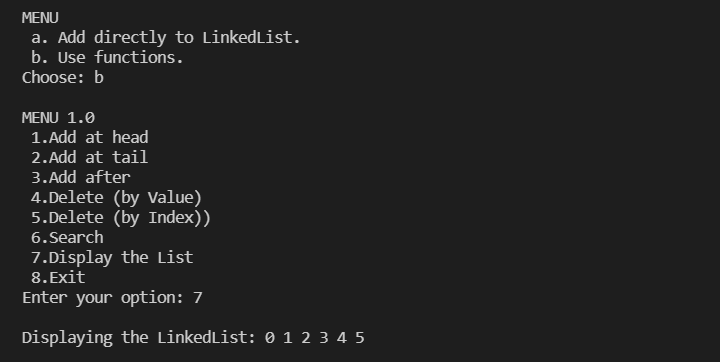 MENU
a. Add directly to LinkedList.
b. Use functions.
Choose: b
MENU 1.0
1.Add at head
2.Add at tail
3.Add after
4.Delete (by Value)
5.Delete (by Index))
6.Search
7.Display the List
8.Exit
Enter your option: 7
Displaying the LinkedList: 0 1 2 3 4 5